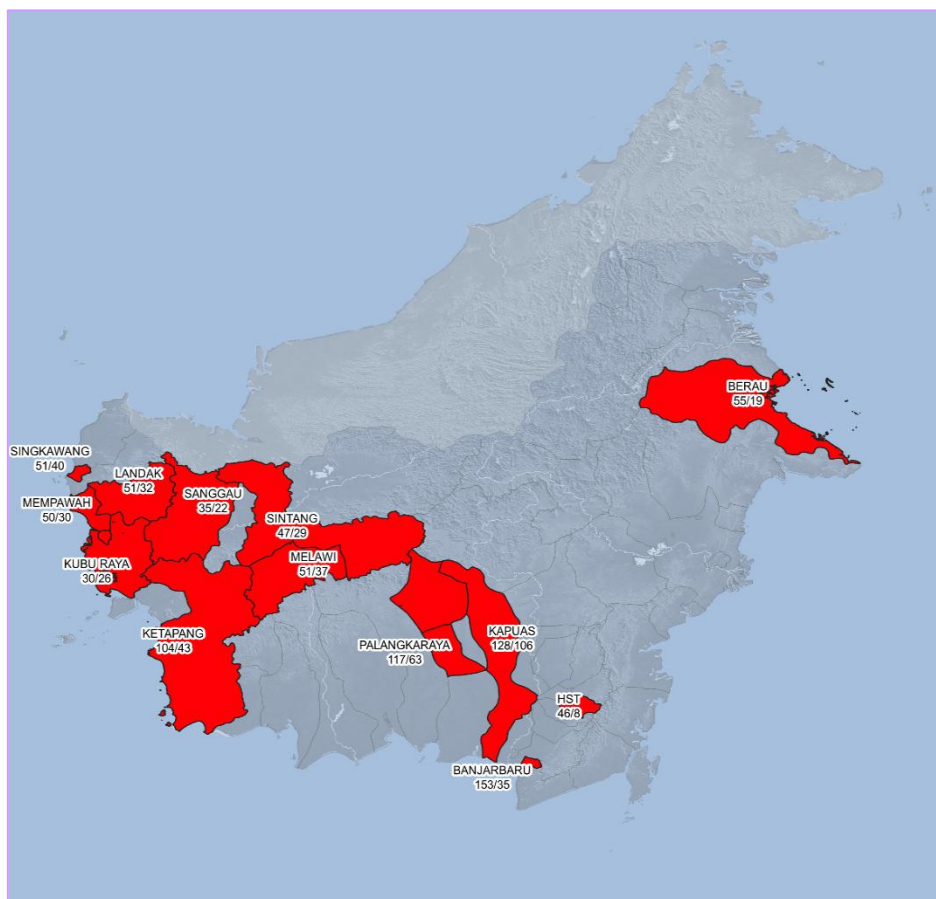 BERAU
55/19
SINGKAWANG
51/40
LANDAK
51/32
SANGGAU
35/22
MEMPAWAH
50/30
SINTANG
47/29
MELAWI
51/37
KUBU RAYA
30/26
KETAPANG
104/43
PALANGKARAYA
117/63
KAPUAS
128/106
HST
46/8
BANJARBARU
153/35